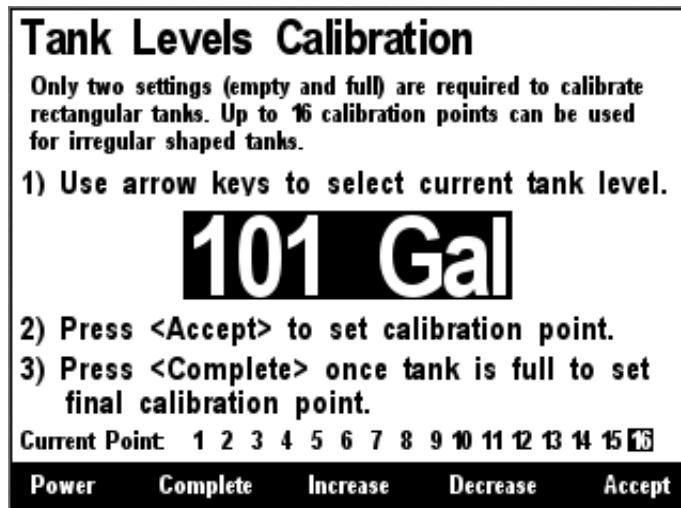 Tank Levels Calibration
Only two settings (empty and full) are required to calibrate
rectangular tanks. Up to 16 calibration points can be used
for irregular shaped tanks.
1) Use arrow keys to select current tank level.
101 Gal
2) Press <Accept> to set calibration point.
3) Press <Complete> once tank is full to set
final calibration point.
Current Point: 1 2 3 4 5 6 7 8 9 10 11 12 13 14 15 16
Power Complete Increase Decrease Accept